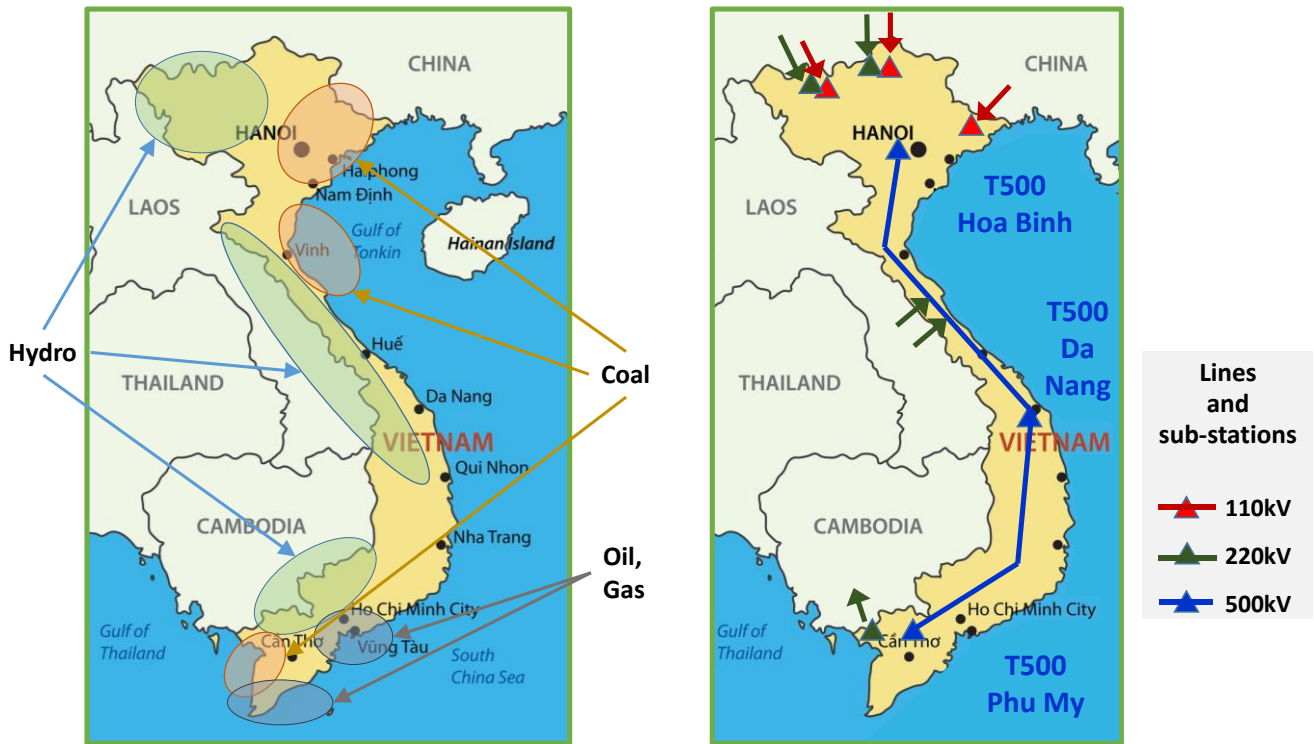 CHINA
HANOI
Haiphong
Nam Định
LAOS
Gulf of
Tonkin
Hainan Island
Vinh
Hydro
Huế
THAILAND
Coal
Da Nang
VIETNAM
Qui Nhon
CAMBODIA
Nha Trang
Oil,
Gas
Ho Chi Minh City
Gulf of
Thailand
Cần Thơ
Vũng Tàu
South
China Sea
CHINA
HANOI
T500
Hoa Binh
LAOS
T500
Da
Nang
THAILAND
VIETNAM
CAMBODIA
Ho Chi Minh City
Gulf of
Thailand
Cần Thơ
T500
Phu My
Lines
and
sub-stations
110kV
220kV
500kV